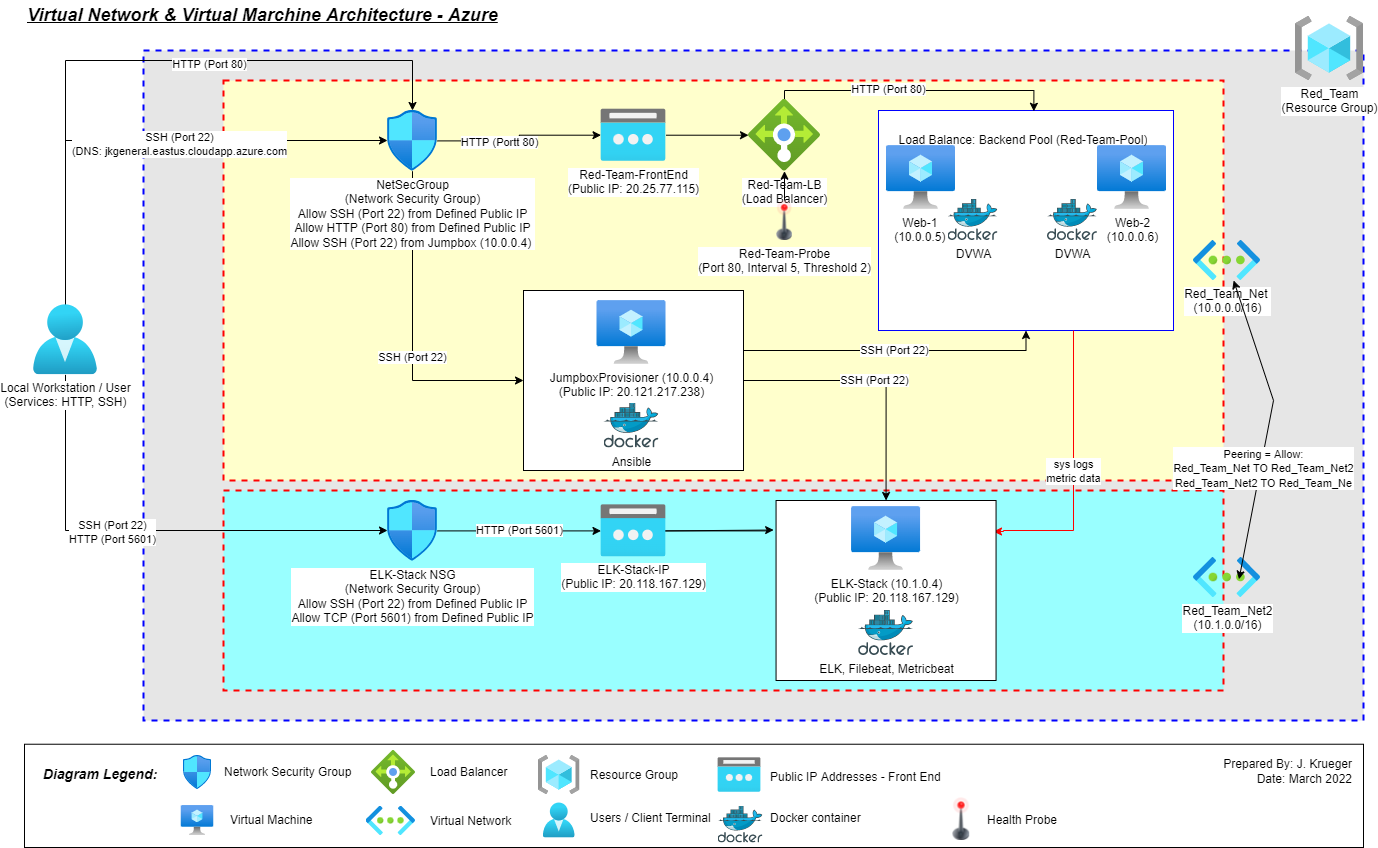 Virtual Network & Virtual Marchine Architecture - Azure
Red_Team
(Resource Group)
HTTP (Port 80)
SSH (Port 22)
(DNS: jkgeneral.eastus.cloudapp.azure.com
NetSecGroup
(Network Security Group)
Allow SSH (Port 22) from Defined Public IP
Allow HTTP (Port 80) from Defined Public IP
Allow SSH (Port 22) from Jumpbox (10.0.0.4)
HTTP (Portt 80)
Red-Team-FrontEnd
(Public IP: 20.25.77.115)
Red-Team-LB
(Load Balancer)
Red-Team-Probe
(Port 80, Interval 5, Threshold 2)
HTTP (Port 80)
Load Balance: Backend Pool (Red-Team-Pool)
Web-1
(10.0.0.5)
docker
DVWA
docker
DVWA
Web-2
(10.0.0.6)
Red_Team_Net
(10.0.0.0/16)
Local Workstation / User
(Services: HTTP, SSH)
SSH (Port 22)
JumpboxProvisioner (10.0.0.4)
(Public IP: 20.121.217.238)
docker
Ansible
SSH (Port 22)
SSH (Port 22)
sys logs
metric data
Peering = Allow:
Red_Team_Net TO Red_Team_Net2
Red_Team_Net2 TO Red_Team_Ne
SSH (Port 22)
HTTP (Port 5601)
ELK-Stack NSG
(Network Security Group)
Allow SSH (Port 22) from Defined Public IP
Allow TCP (Port 5601) from Defined Public IP
HTTP (Port 5601)
ELK-Stack-IP
(Public IP: 20.118.167.129)
ELK-Stack (10.1.0.4)
(Public IP: 20.118.167.129)
docker
ELK, Filebeat, Metricbeat
Red_Team_Net2
(10.1.0.0/16)
Diagram Legend:
Network Security Group
Load Balancer
Resource Group
Public IP Addresses - Front End
Virtual Machine
Virtual Network
Users / Client Terminal
docker
Docker container
Health Probe
Prepared By: J. Krueger
Date: March 2022